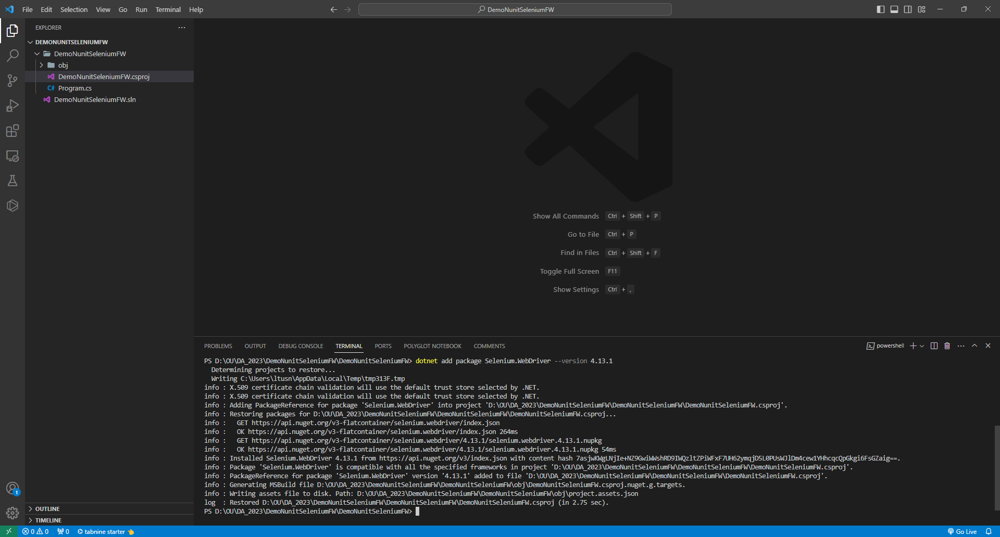 File Edit Selection View Go Run Terminal Help
DemoNunitSeleniumFW
EXPLORER
DEMONUNITSELENIUMFW
DemoNunitSeleniumFW
obj
DemoNunitSeleniumFW.csproj
C# Program.cs
DemoNunitSeleniumFW.sln
Show All Commands Ctrl + Shift + P
Go to File Ctrl + P
Find in Files Ctrl + Shift + F
Toggle Full Screen F11
Show Settings Ctrl + ,
PROBLEMS OUTPUT DEBUG CONSOLE TERMINAL PORTS POLYGLOT NOTEBOOK COMMENTS powershell
PS D:\OU\DA_2023\DemoNunitSeleniumFW\DemoNunitSeleniumFW> dotnet add package Selenium.WebDriver --version 4.13.1
Determining projects to restore...
Writing C:\Users\ltusn\AppData\Local\Temp\tmp313F.tmp
info : X.509 certificate chain validation will use the default trust store selected by .NET.
info : X.509 certificate chain validation will use the default trust store selected by .NET.
info : Adding PackageReference for package 'Selenium.WebDriver' into project 'D:\OU\DA_2023\DemoNunitSeleniumFW\DemoNunitSeleniumFW\DemoNunitSeleniumFW.csproj'.
info : Restoring packages for D:\OU\DA_2023\DemoNunitSeleniumFW\DemoNunitSeleniumFW\DemoNunitSeleniumFW.csproj...
info :   GET https://api.nuget.org/v3-flatcontainer/selenium.webdriver/index.json
info :   OK https://api.nuget.org/v3-flatcontainer/selenium.webdriver/index.json 264ms
info :   GET https://api.nuget.org/v3-flatcontainer/selenium.webdriver/4.13.1/selenium.webdriver.4.13.1.nupkg
info :   OK https://api.nuget.org/v3-flatcontainer/selenium.webdriver/4.13.1/selenium.webdriver.4.13.1.nupkg 54ms
info : Installed Selenium.WebDriver 4.13.1 from https://api.nuget.org/v3/index.json with content hash 7asjwKWgLNjIe+NZ9GwiWWshRD9IWQzltZPiWFxF7UH62ymqjD5L0PUsWJlDm4cew1YHhcqcQpGkgi6FsGZaig==.
info : Package 'Selenium.WebDriver' is compatible with all the specified frameworks in project 'D:\OU\DA_2023\DemoNunitSeleniumFW\DemoNunitSeleniumFW\DemoNunitSeleniumFW.csproj'.
info : PackageReference for package 'Selenium.WebDriver' version '4.13.1' added to file 'D:\OU\DA_2023\DemoNunitSeleniumFW\DemoNunitSeleniumFW\DemoNunitSeleniumFW.csproj'.
info : Generating MSBuild file D:\OU\DA_2023\DemoNunitSeleniumFW\DemoNunitSeleniumFW\obj\DemoNunitSeleniumFW.csproj.nuget.g.targets.
info : Writing assets file to disk. Path: D:\OU\DA_2023\DemoNunitSeleniumFW\DemoNunitSeleniumFW\obj\project.assets.json
log  : Restored D:\OU\DA_2023\DemoNunitSeleniumFW\DemoNunitSeleniumFW\DemoNunitSeleniumFW.csproj (in 2.75 sec).
PS D:\OU\DA_2023\DemoNunitSeleniumFW\DemoNunitSeleniumFW>
1
OUTLINE
TIMELINE
0 0 0 tabnine starter Go Live